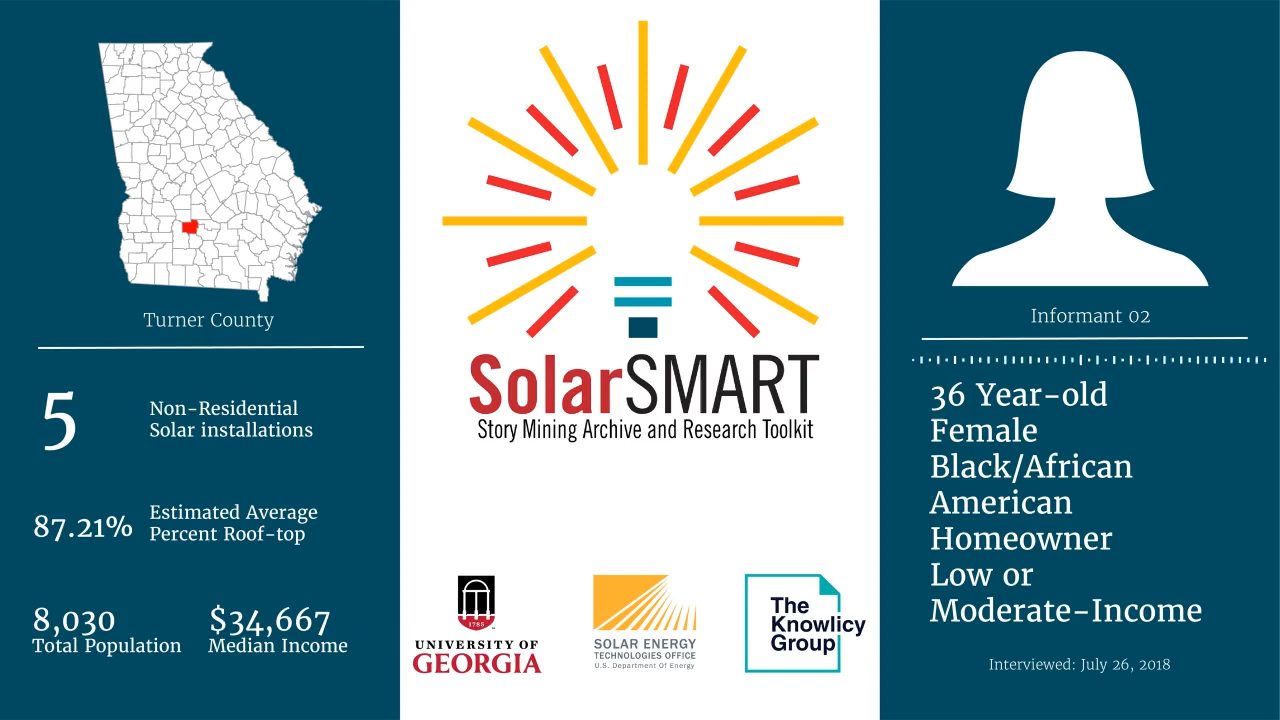 Turner County
5
Non-Residential
Solar installations
87.21%
Estimated Average
Percent Roof-top
8,030
Total Population
$34,667
Median Income
SolarSMART
Story Mining Archive and Research Toolkit
1785
UNIVERSITY OF
GEORGIA
SOLAR ENERGY
TECHNOLOGIES OFFICE
U.S. Department Of Energy
The
Knowlicy
Group
Informant 02
36 Year-old
Female
Black/African
American
Homeowner
Low or
Moderate-Income
Interviewed: July 26, 2018